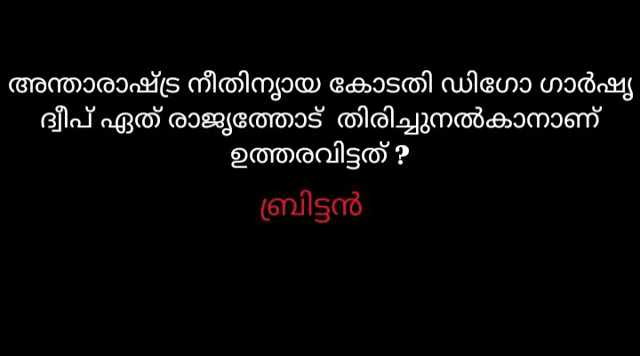 അന്താരാഷ്ട്ര നീതിന്യായ കോടതി ഡിഗോ ഗാർഷ്യ
ദ്വീപ് ഏത് രാജ്യത്തോട് തിരിച്ചുനൽകാനാണ്
ഉത്തരവിട്ടത് ?
ബ്രിട്ടൻ